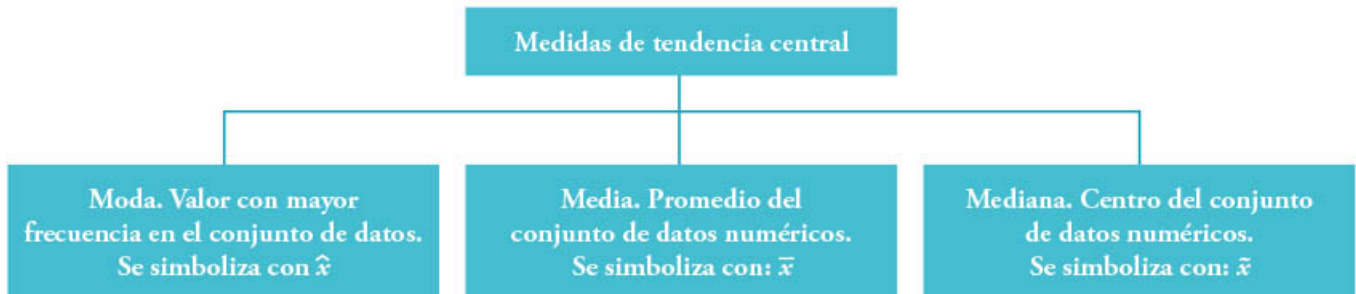 Medidas de tendencia central
Moda. Valor con mayor
frecuencia en el conjunto de datos.
Se simboliza con x̂
Media. Promedio del
conjunto de datos numéricos.
Se simboliza con: x̅
Mediana. Centro del conjunto
de datos numéricos.
Se simboliza con: x̃